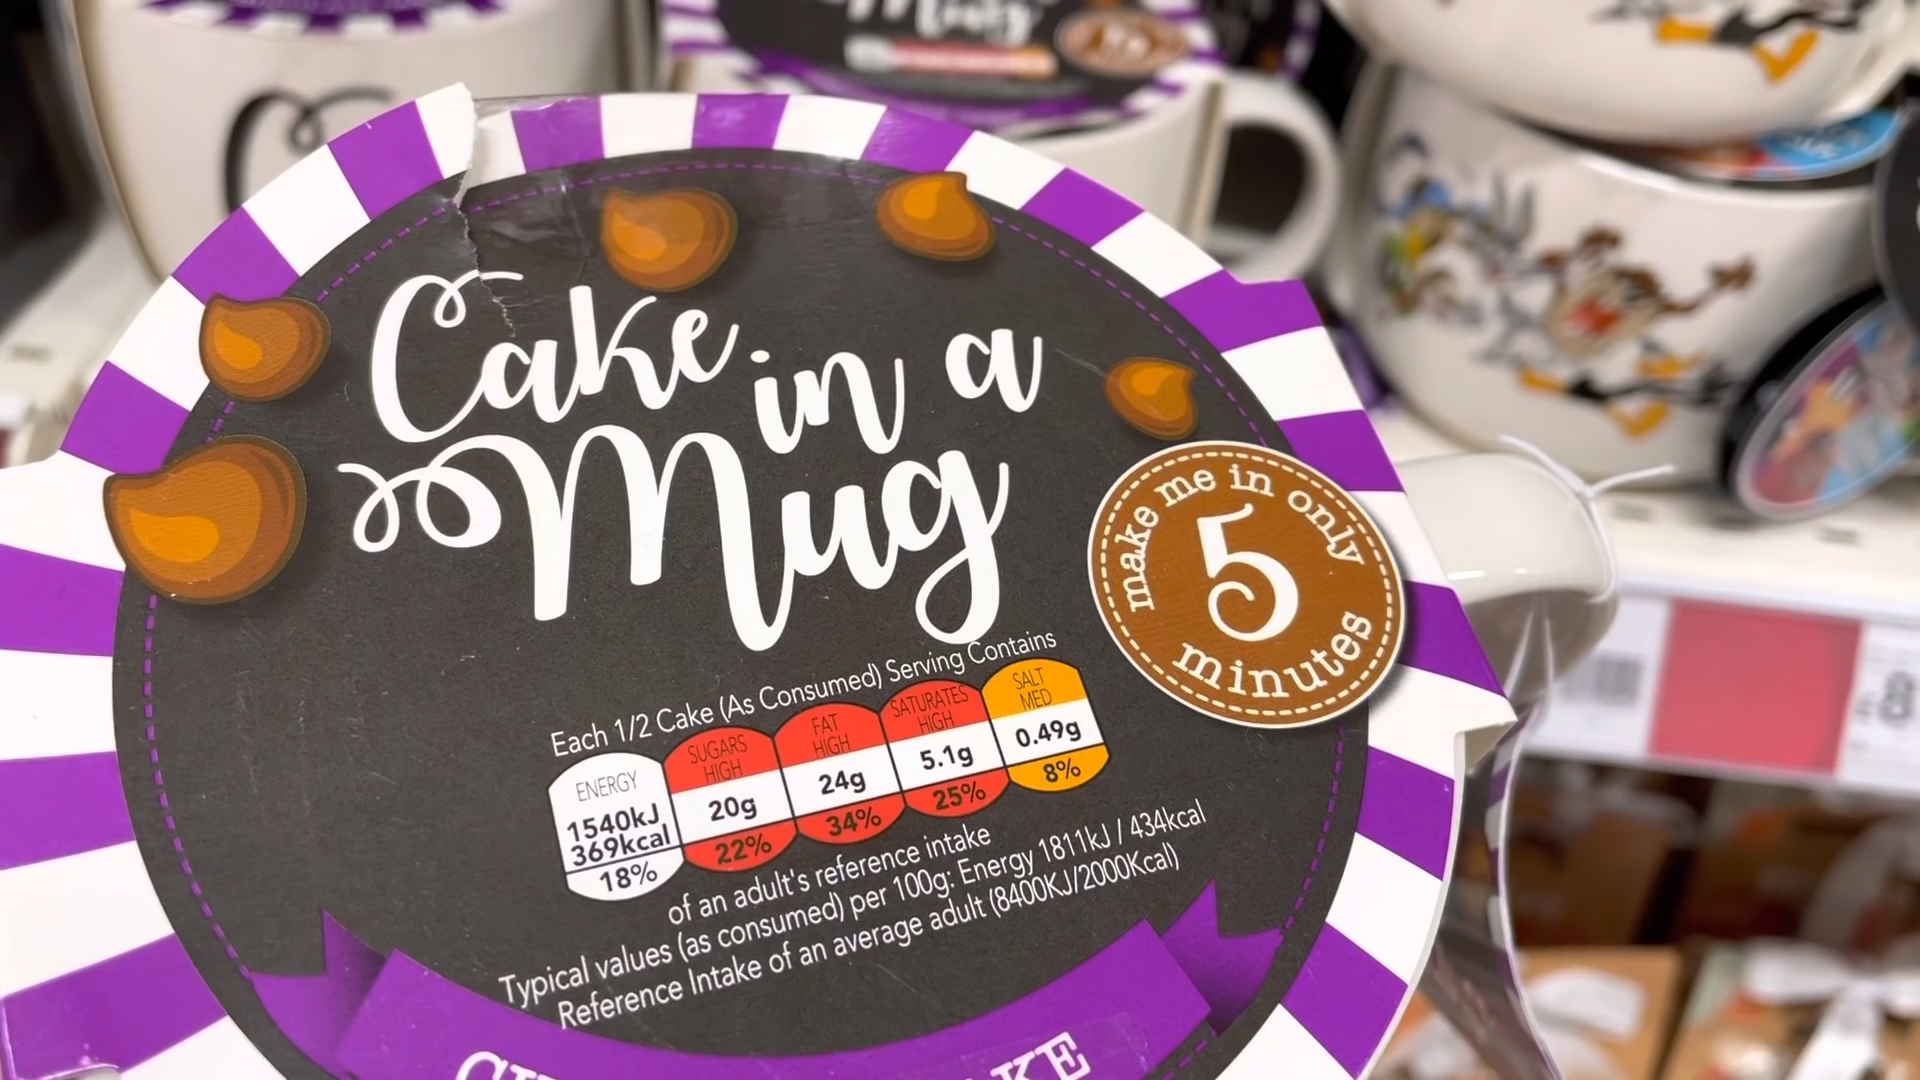 Cake in a
Mug
make me in only
5
minutes
Each 1/2 Cake (As Consumed) Serving Contains
ENERGY
1540kJ
369kcal
18%
SUGARS
HIGH
20g
22%
FAT
HIGH
24g
34%
SATURATES
HIGH
5.1g
25%
SALT
MED
0.49g
8%
of an adult's reference intake
Typical values (as consumed) per 100g: Energy 1811kJ / 434kcal
Reference Intake of an average adult (8400KJ/2000Kcal)